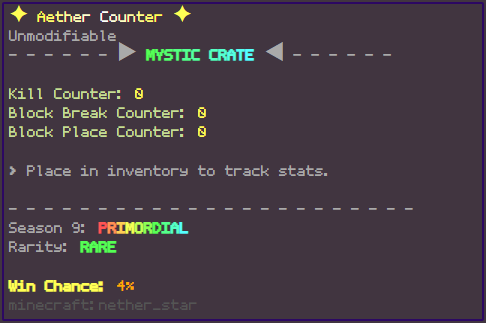 ✦ Aether Counter ✦
Unmodifiable
- - - - - - ▶ MYSTIC CRATE ◀ - - - - - -
Kill Counter: 0
Block Break Counter: 0
Block Place Counter: 0
> Place in inventory to track stats.
- - - - - - - - - - - - - - - - - - - - - - - -
Season 9: PRIMORDIAL
Rarity: RARE
Win Chance: 4%
minecraft:nether_star